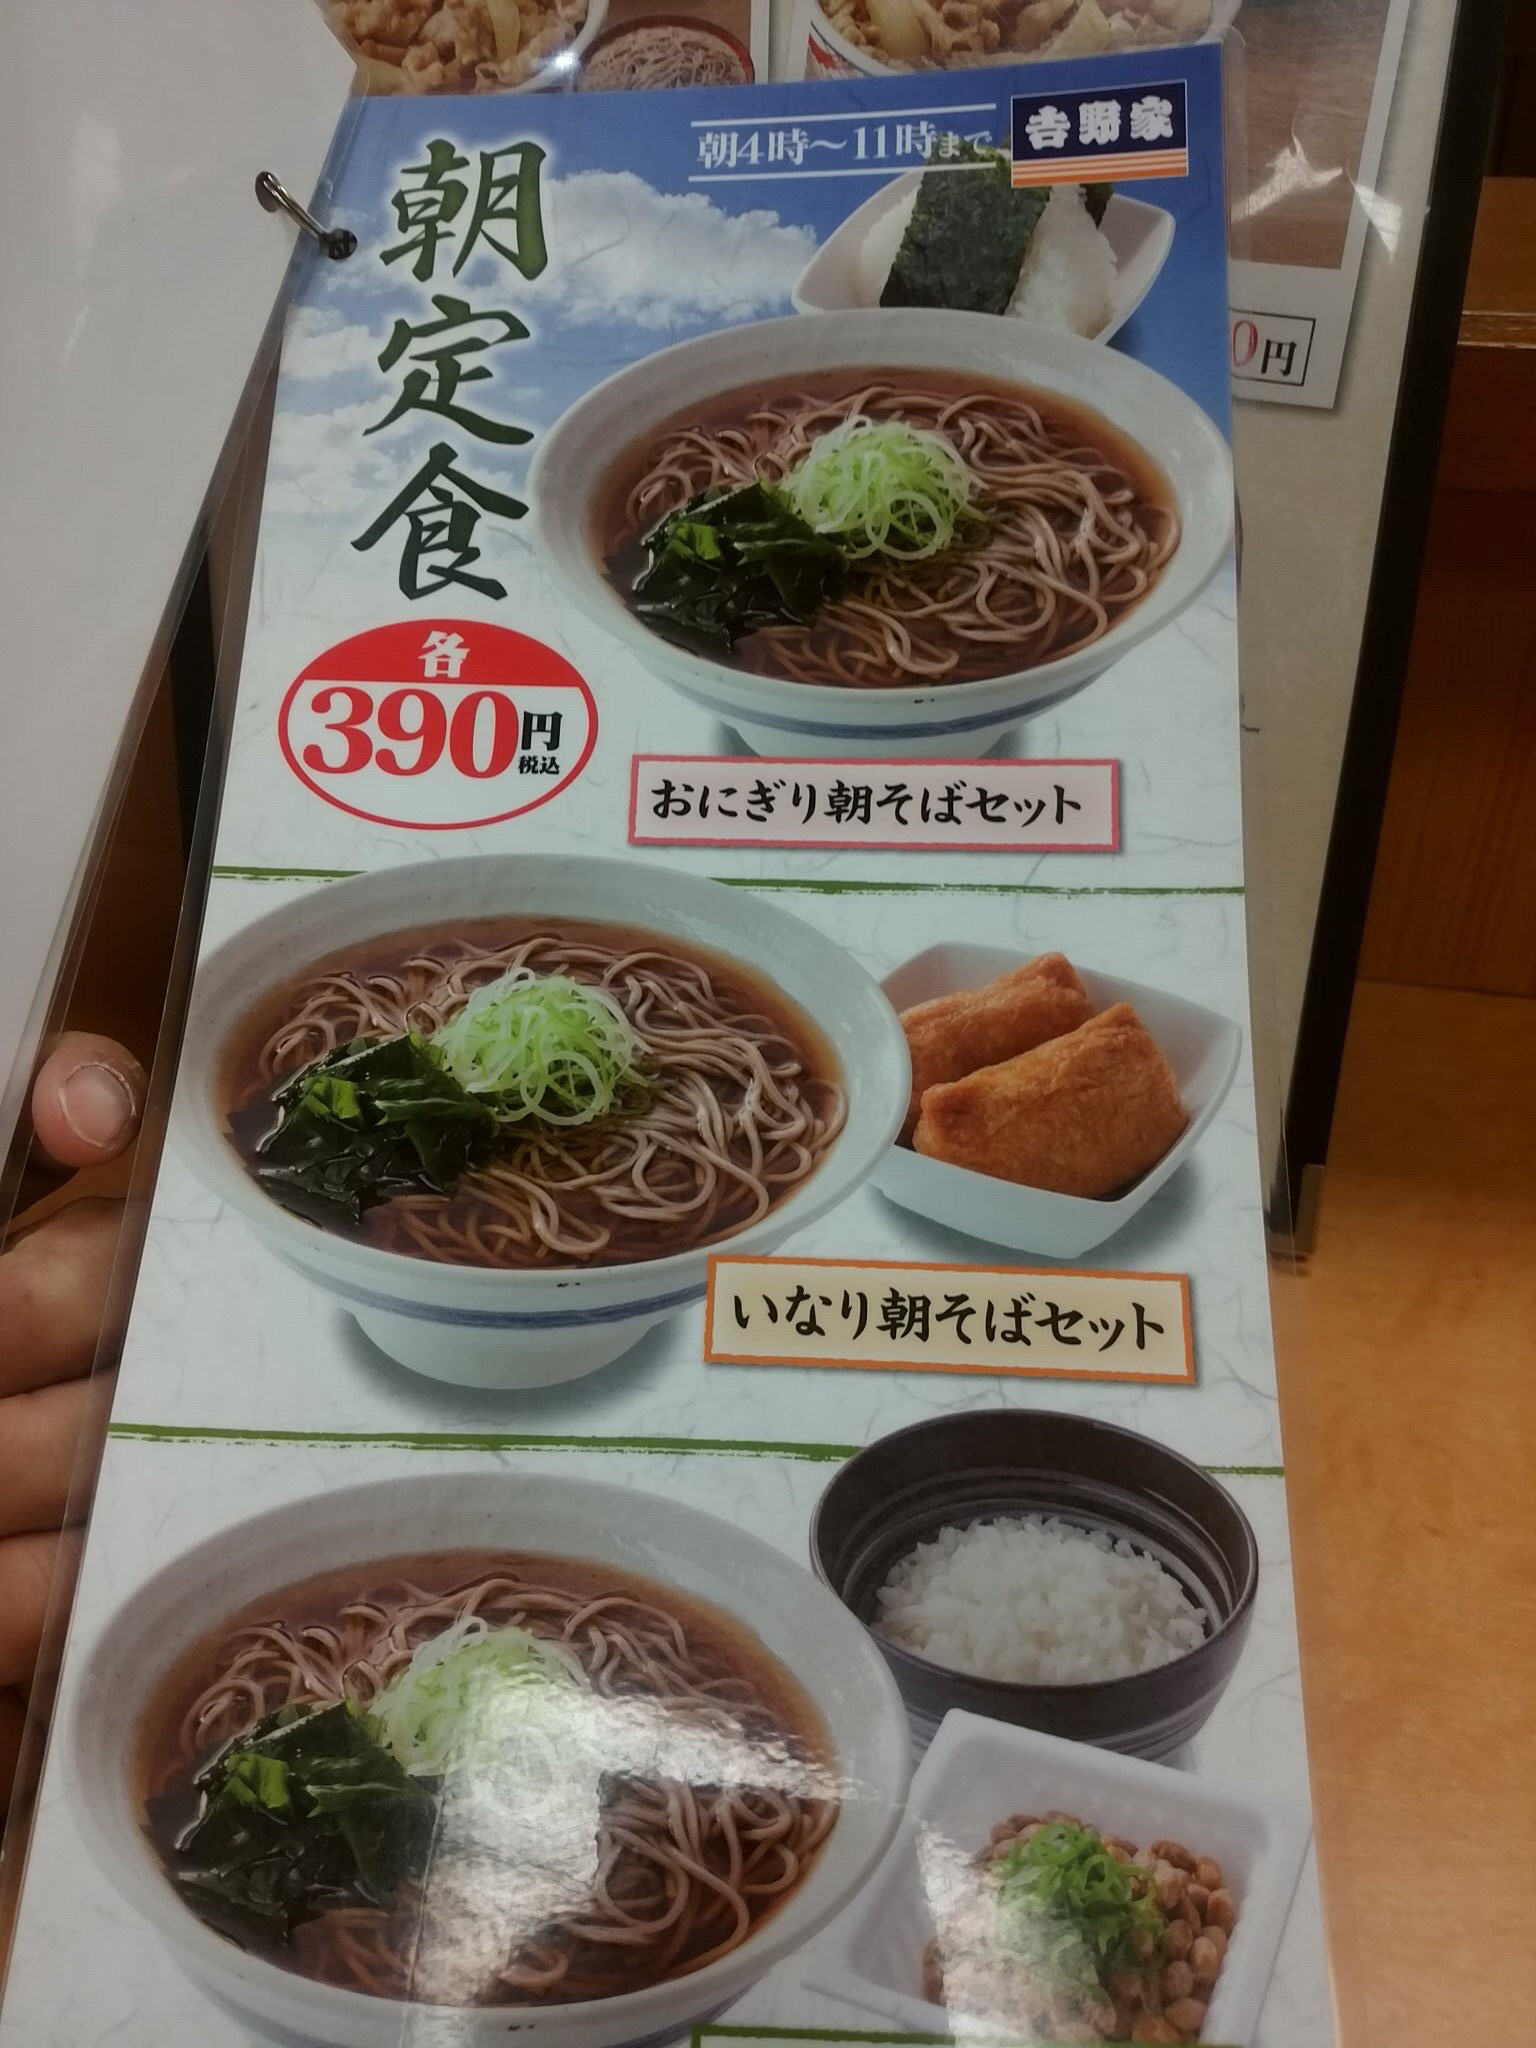 朝4時〜11時まで
吉野家
朝定食
各
390円
税込
0円
おにぎり朝そばセット
いなり朝そばセット